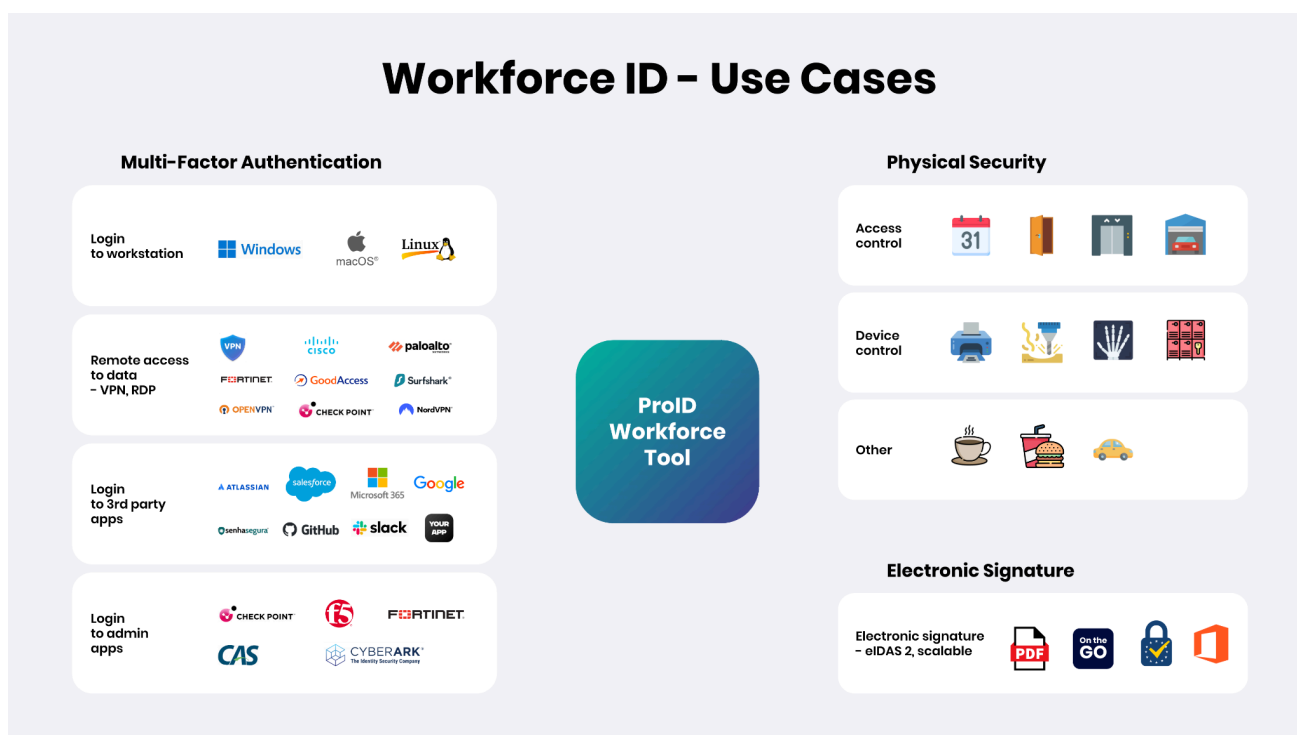 Workforce ID - Use Cases
Multi-Factor Authentication
Login
to workstation
Windows
macOS®
Linux
Remote access
to data
- VPN, RDP
VPN
CISCO
paloalto
NETWORKS
FORTINET
GoodAccess
Surfshark®
OPENVPN™
CHECK POINT™
NordVPN®
Login
to 3rd party
apps
ATLASSIAN
salesforce
Microsoft 365
Google
senhasegura
GitHub
slack
YOUR
APP
Login
to admin
apps
CHECK POINT™
f5
FORTINET
CAS
CYBERARK®
The Identity Security Company
ProID
Workforce
Tool
Physical Security
Access
control
31
Device
control
Other
Electronic Signature
Electronic signature
- eIDAS 2, scalable
PDF
On the
GO